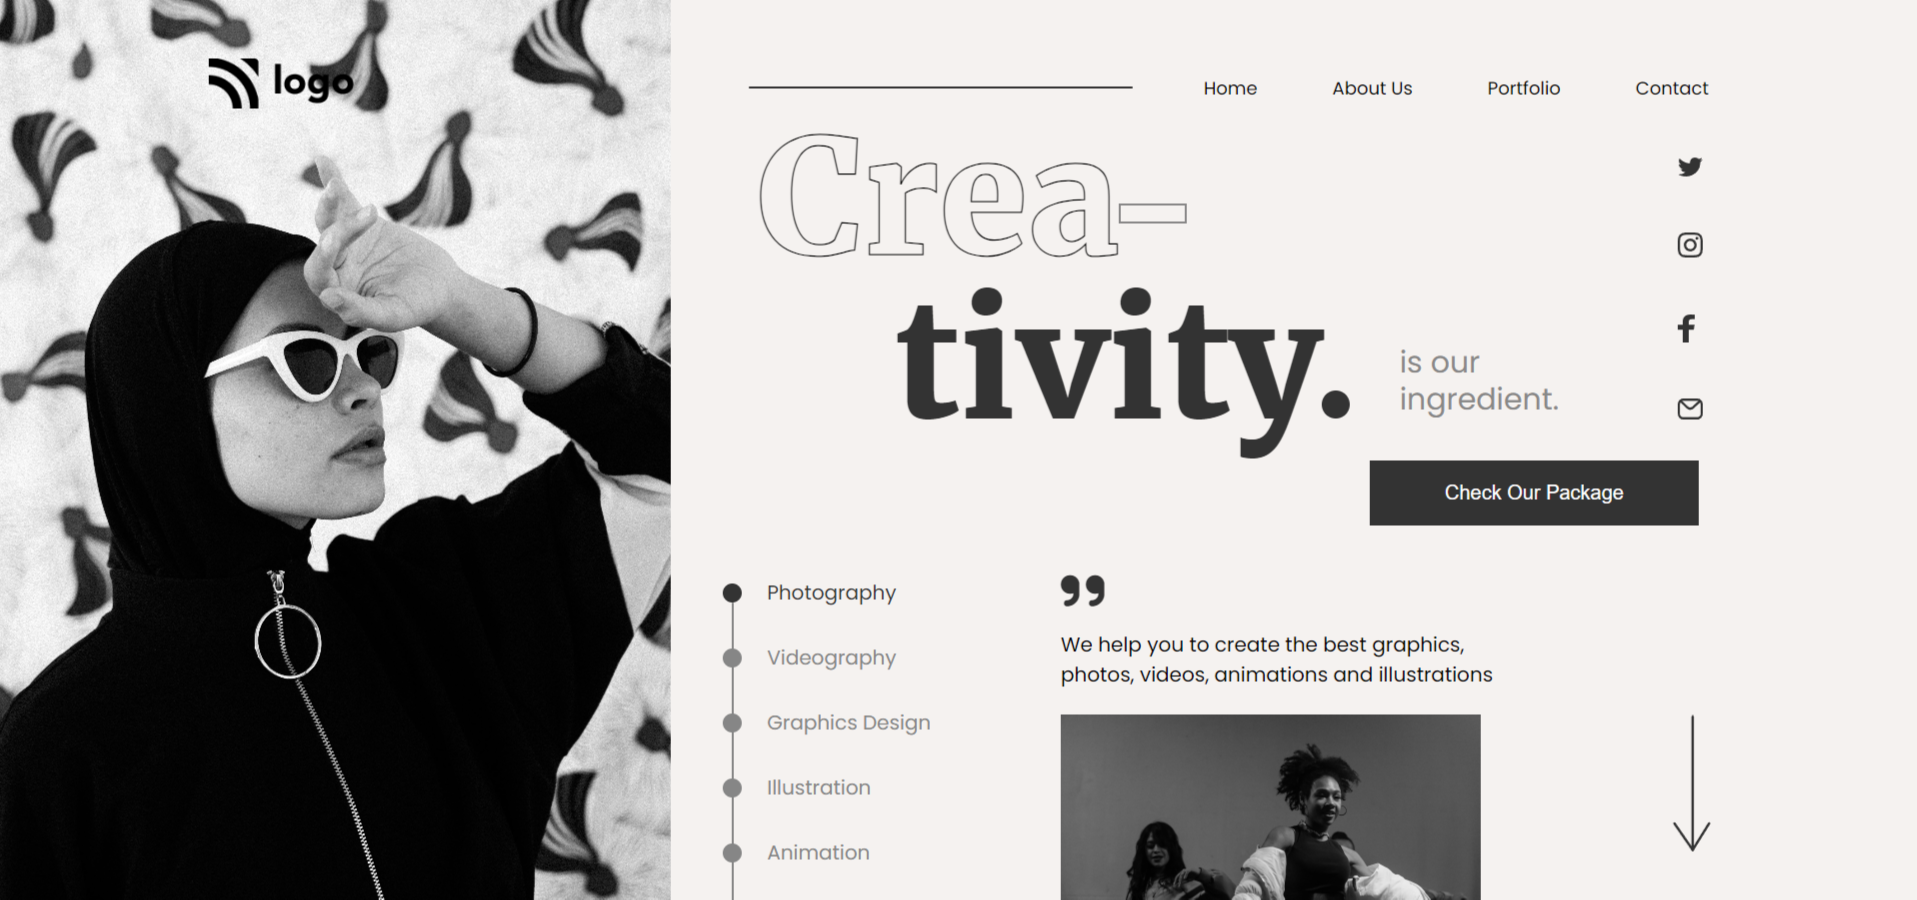 logo
Home About Us Portfolio Contact
Crea–
tivity.
is our
ingredient.
Check Our Package
Photography
Videography
Graphics Design
Illustration
Animation
”
We help you to create the best graphics,
photos, videos, animations and illustrations